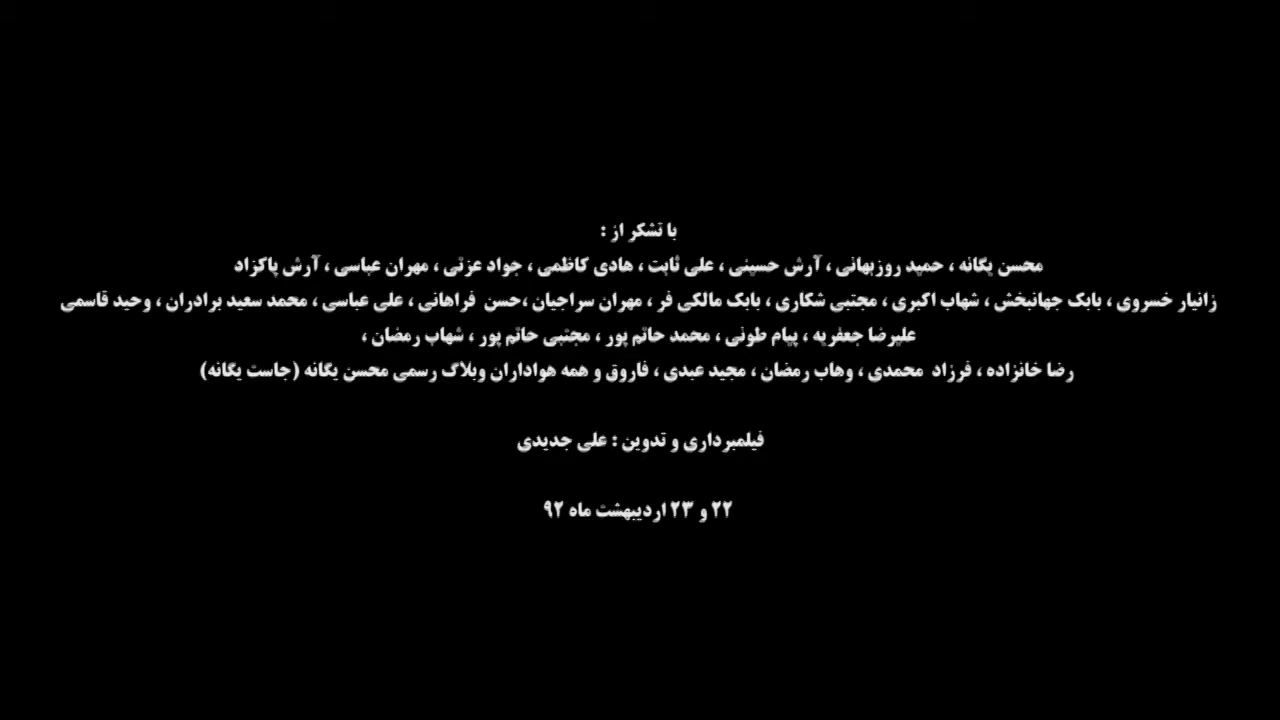 با تشکر از :
محسن یگانه ، حمید روزبهانی ، آرش حسینی ، علی ثابت ، هادی کاظمی ، جواد عزتی ، مهران عباسی ، آرش پاکزاد
زانیار خسروی ، بابک جهانبخش ، شهاب اکبری ، مجتبی شکاری ، بابک مالکی فر ، مهران سراجیان ،حسن فراهانی ، علی عباسی ، محمد سعید برادران ، وحید قاسمی
علیرضا جعفریه ، پیام طونی ، محمد حاتم پور ، مجتبی حاتم پور ، شهاب رمضان ،
رضا خانزاده ، فرزاد محمدی ، وهاب رمضان ، مجید عبدی ، فاروق و همه هواداران وبلاگ رسمی محسن یگانه (جاست یگانه)
فیلمبرداری و تدوین : علی جدیدی
۲۲ و ۲۳ اردیبهشت ماه ۹۲